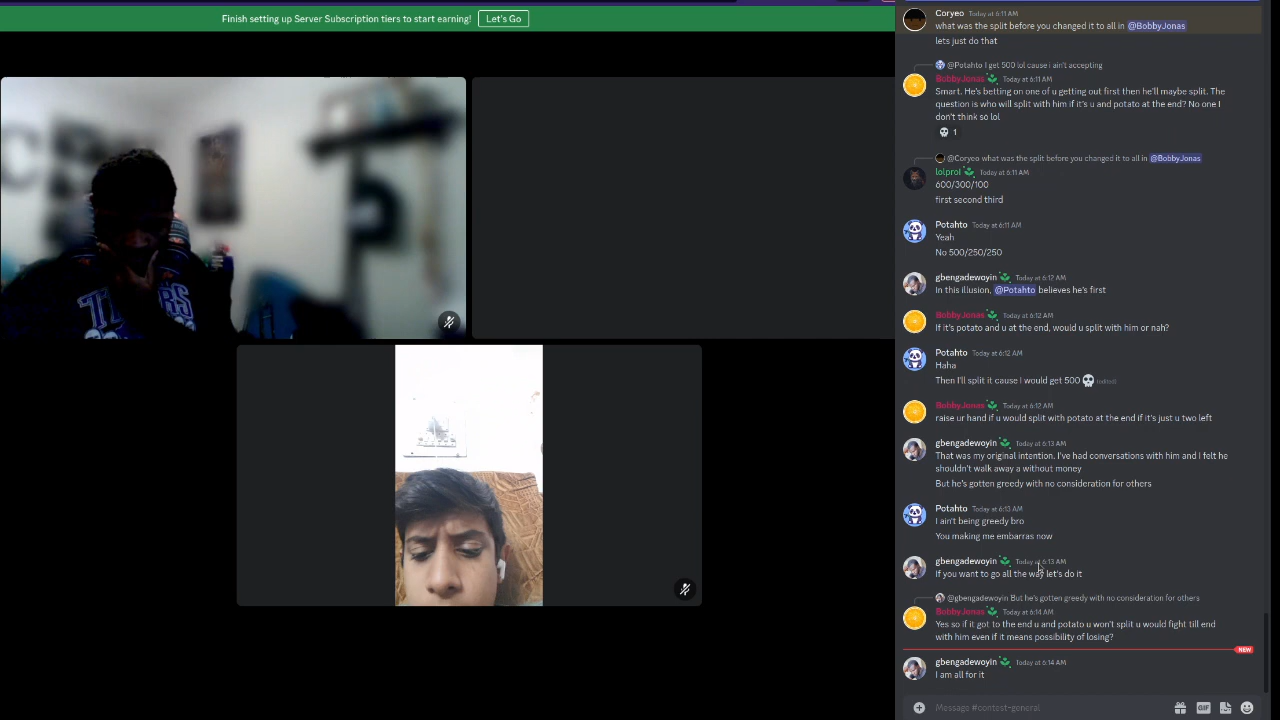 Finish setting up Server Subscription tiers to start earning! Let's Go
Coryeo Today at 6:11 AM
what was the split before you changed it to all in @BobbyJonas
lets just do that
@Potahto I get 500 lol cause i ain't accepting
BobbyJonas Today at 6:11 AM
Smart. He's betting on one of u getting out first then he'll maybe split. The
question is who will split with him if it's u and potato at the end? No one I
don't think so lol
1
@Coryeo what was the split before you changed it to all in @BobbyJonas
lolprol Today at 6:11 AM
600/300/100
first second third
Potahto Today at 6:11 AM
Yeah
No 500/250/250
gbengadewoyin Today at 6:12 AM
In this illusion, @Potahto believes he's first
BobbyJonas Today at 6:12 AM
If it's potato and u at the end, would u split with him or nah?
Potahto Today at 6:12 AM
Haha
Then I'll split it cause I would get 500 (edited)
BobbyJonas Today at 6:12 AM
raise ur hand if u would split with potato at the end if it's just u two left
gbengadewoyin Today at 6:13 AM
That was my original intention. I've had conversations with him and I felt he
shouldn't walk away a without money
But he's gotten greedy with no consideration for others
Potahto Today at 6:13 AM
I ain't being greedy bro
You making me embarras now
gbengadewoyin Today at 6:13 AM
If you want to go all the way let's do it
@gbengadewoyin But he's gotten greedy with no consideration for others
BobbyJonas Today at 6:14 AM
Yes so if it got to the end u and potato u won't split u would fight till end
with him even if it means possibility of losing?
NEW
gbengadewoyin Today at 6:14 AM
I am all for it
Message #contest-general
GIF